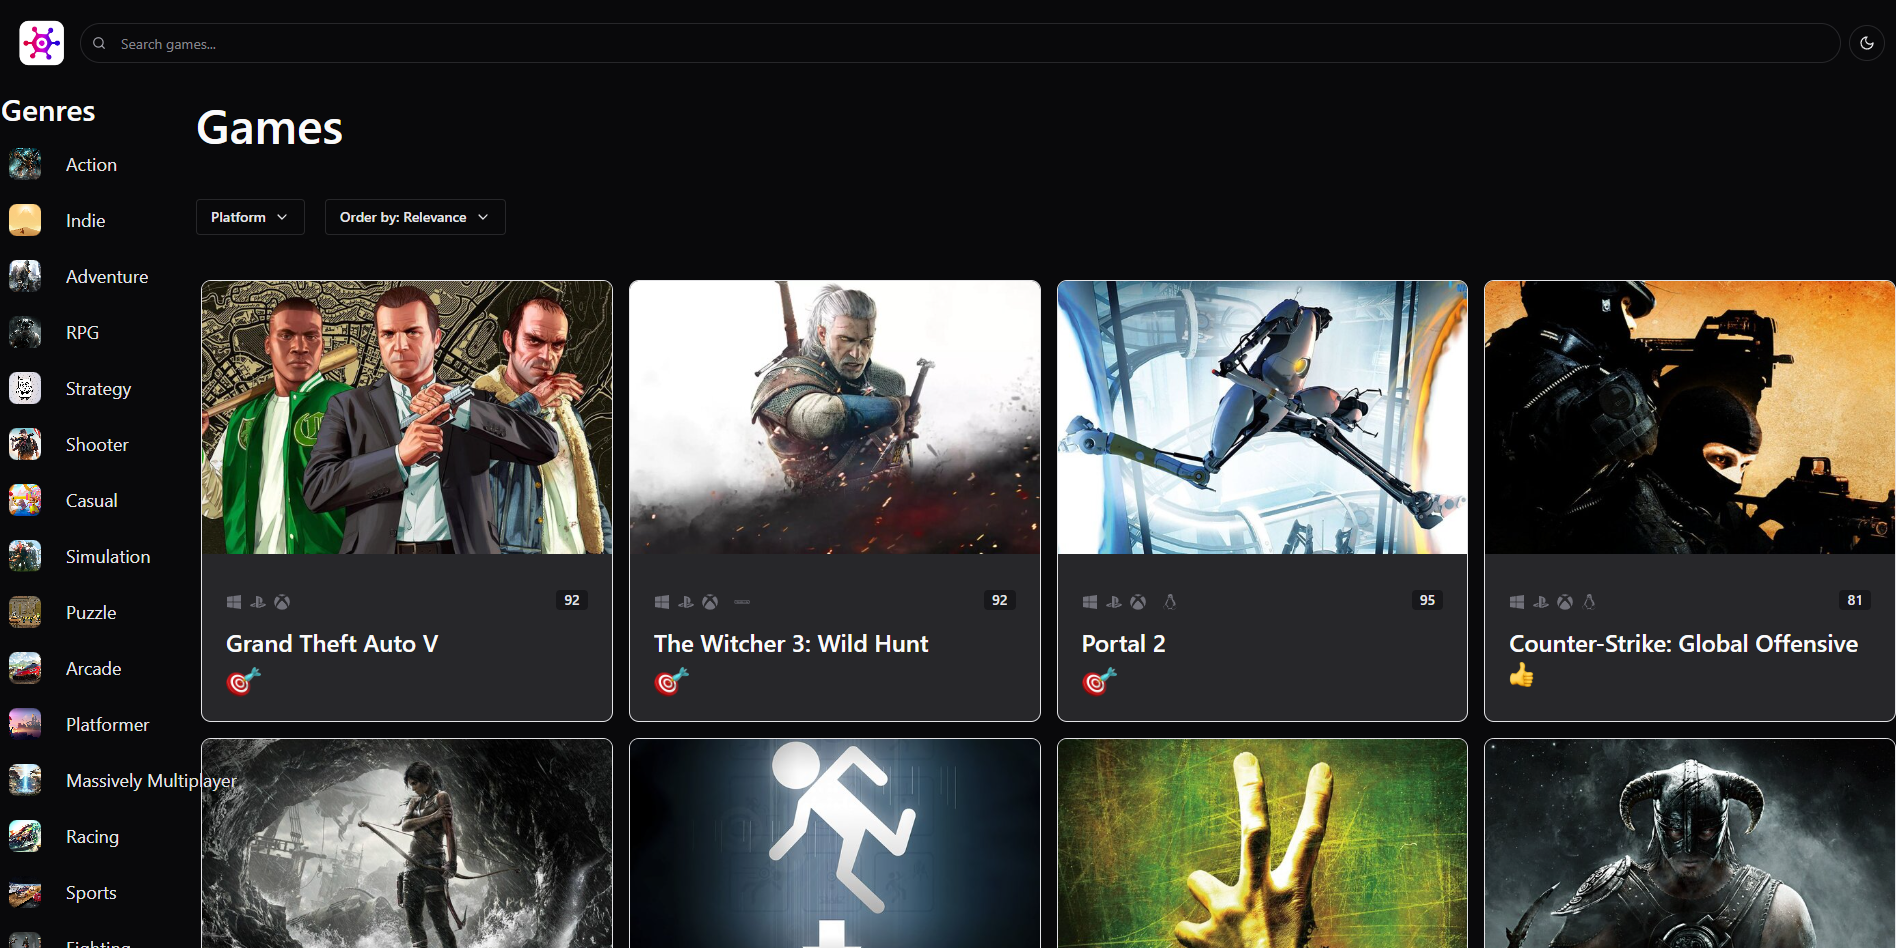 Search games...
Genres
Action
Indie
Adventure
RPG
Strategy
Shooter
Casual
Simulation
Puzzle
Arcade
Platformer
Massively Multiplayer
Racing
Sports
Fighting
Games
Platform
Order by: Relevance
92
Grand Theft Auto V
92
The Witcher 3: Wild Hunt
95
Portal 2
81
Counter-Strike: Global Offensive